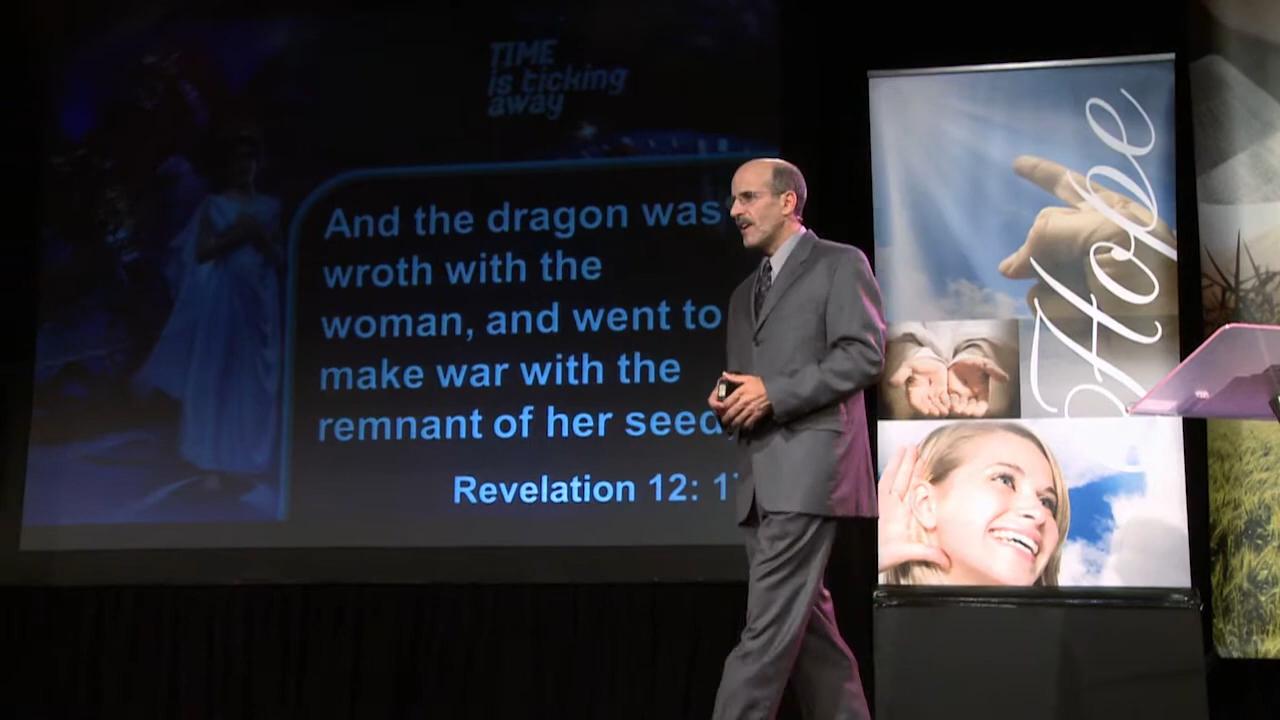 TIME
is ticking
away
And the dragon was
wroth with the
woman, and went to
make war with the
remnant of her seed,
Revelation 12: 17
Hope